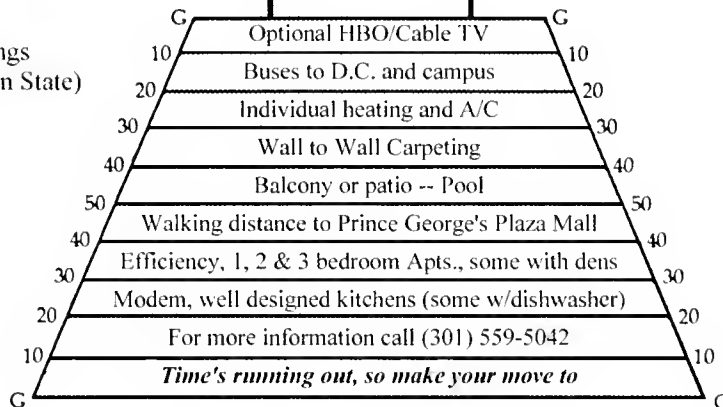 G G
Optional HBO/Cable TV
ngs
10 10
n State)
Buses to D.C. and campus
20 20
Individual heating and A/C
30 30
Wall to Wall Carpeting
40 40
Balcony or patio -- Pool
50 50
Walking distance to Prince George's Plaza Mall
40 40
Efficiency, 1, 2 & 3 bedroom Apts., some with dens
30 30
Modem, well designed kitchens (some w/dishwasher)
20 20
For more information call (301) 559-5042
10 10
Time's running out, so make your move to
G